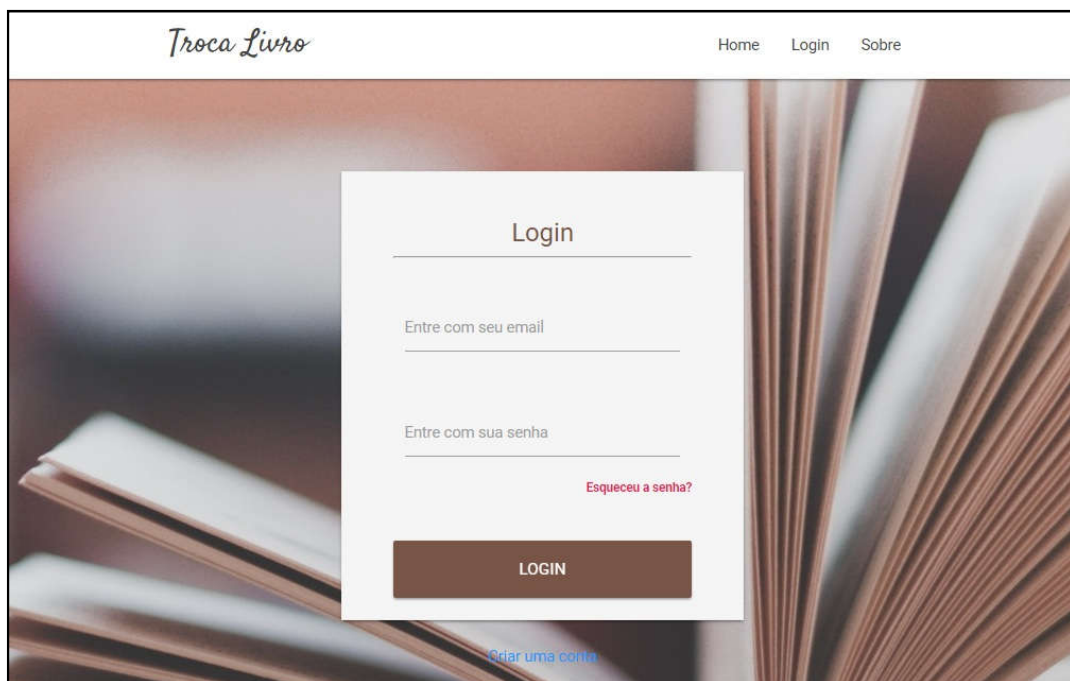 Troca Livro
Home Login Sobre
Login
Entre com seu email
Entre com sua senha
Esqueceu a senha?
LOGIN
Criar uma conta